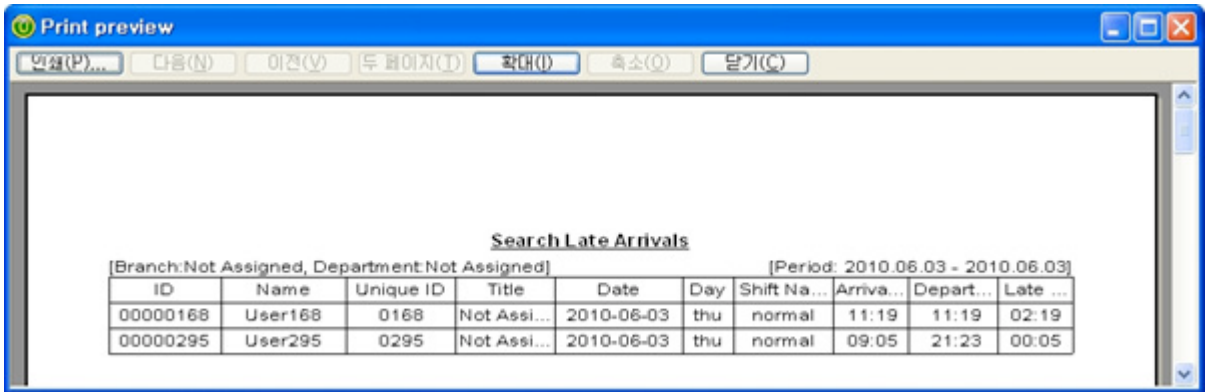 Print preview
인쇄(P)... 다음(N) 이전(V) 두 페이지(T) 확대(I) 축소(O) 닫기(C)
Search Late Arrivals
[Branch:Not Assigned, Department:Not Assigned] [Period: 2010.06.03 - 2010.06.03]
ID Name Unique ID Title Date Day Shift Na... Arriva... Depart... Late ...
00000168 User168 0168 Not Assi... 2010-06-03 thu normal 11:19 11:19 02:19
00000295 User295 0295 Not Assi... 2010-06-03 thu normal 09:05 21:23 00:05